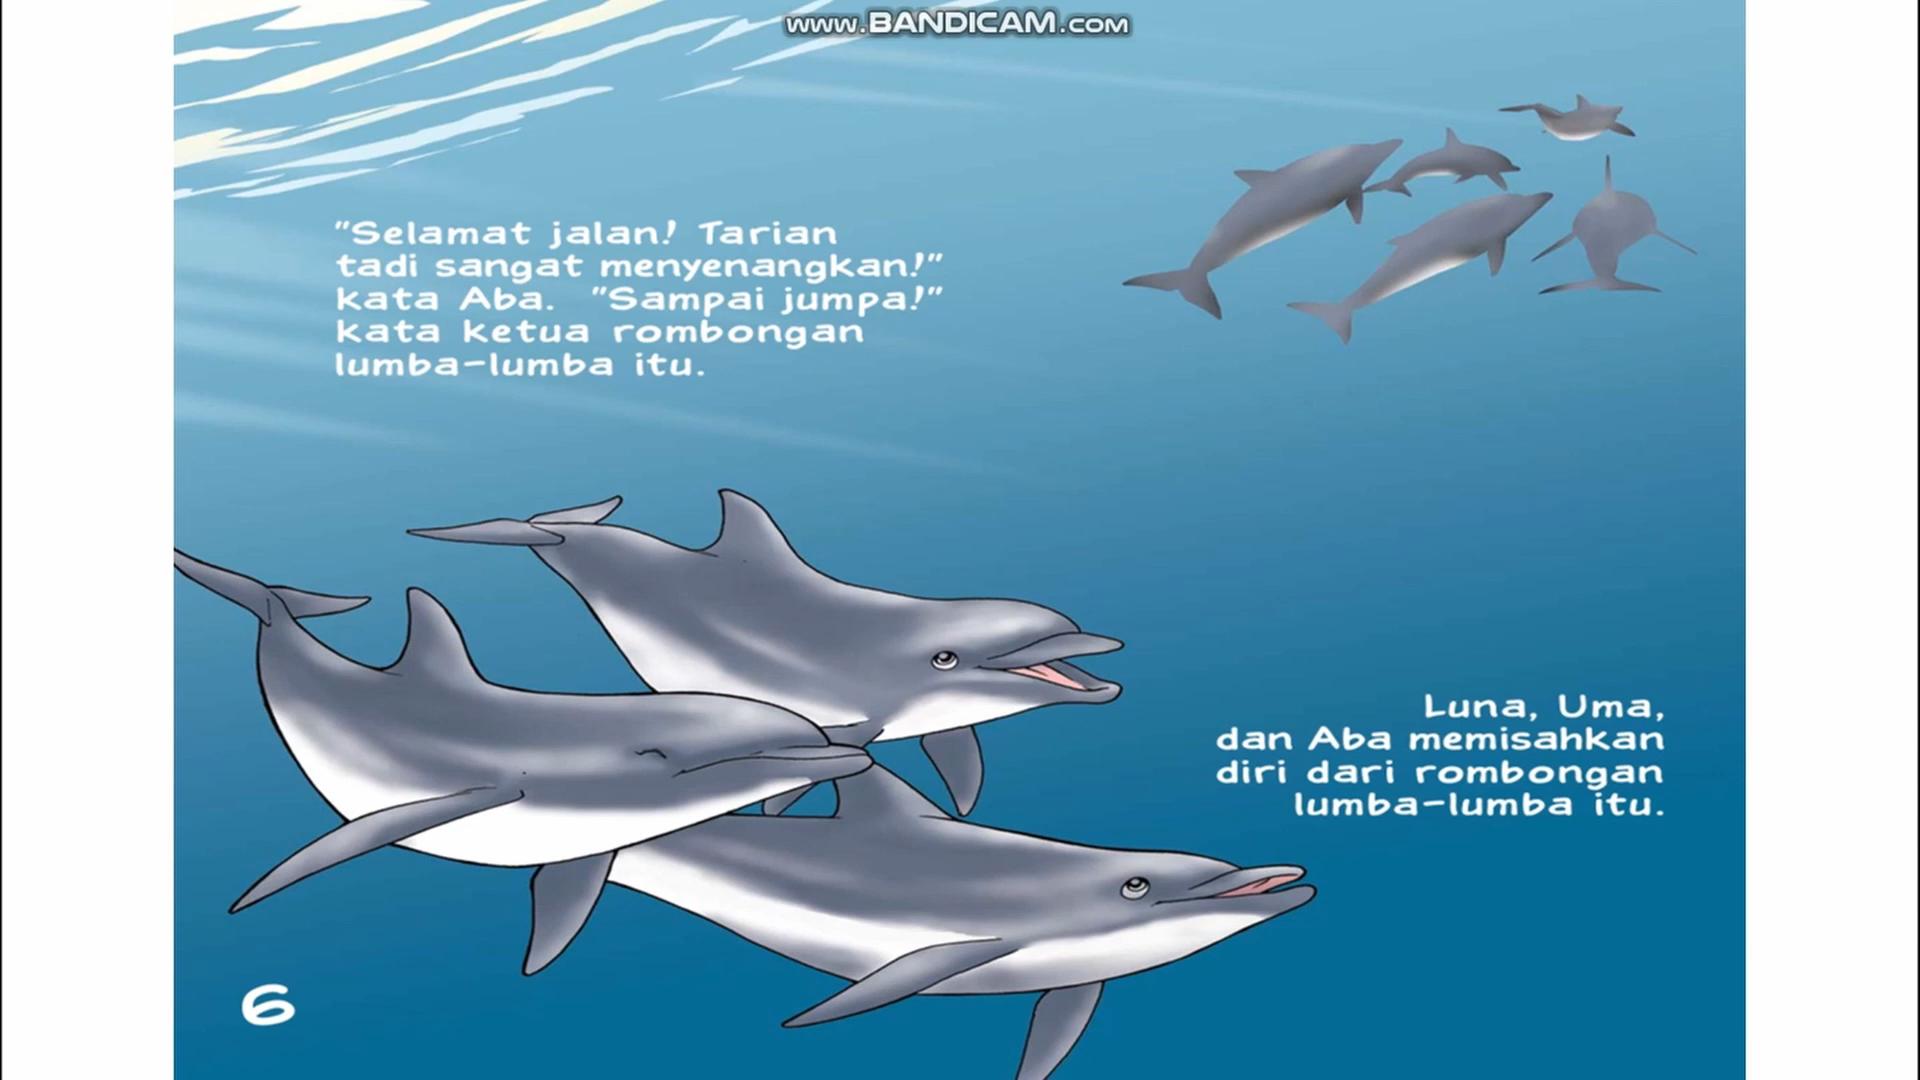 www.BANDICAM.com
"Selamat jalan! Tarian
tadi sangat menyenangkan!"
kata Aba. "Sampai jumpa!"
kata ketua rombongan
lumba-lumba itu.
Luna, Uma,
dan Aba memisahkan
diri dari rombongan
lumba-lumba itu.
6